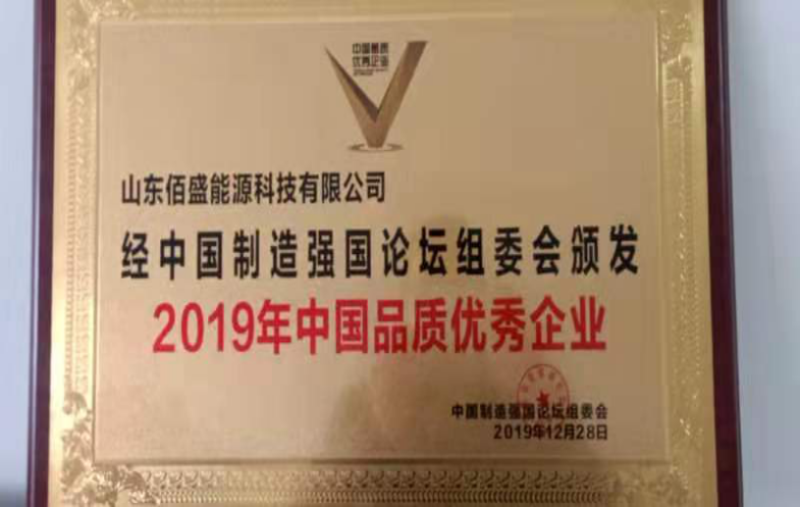 中国品质
优秀企业
山东佰盛能源科技有限公司
经中国制造强国论坛组委会颁发
2019年中国品质优秀企业
中国制造强国论坛组委会
2019年12月28日